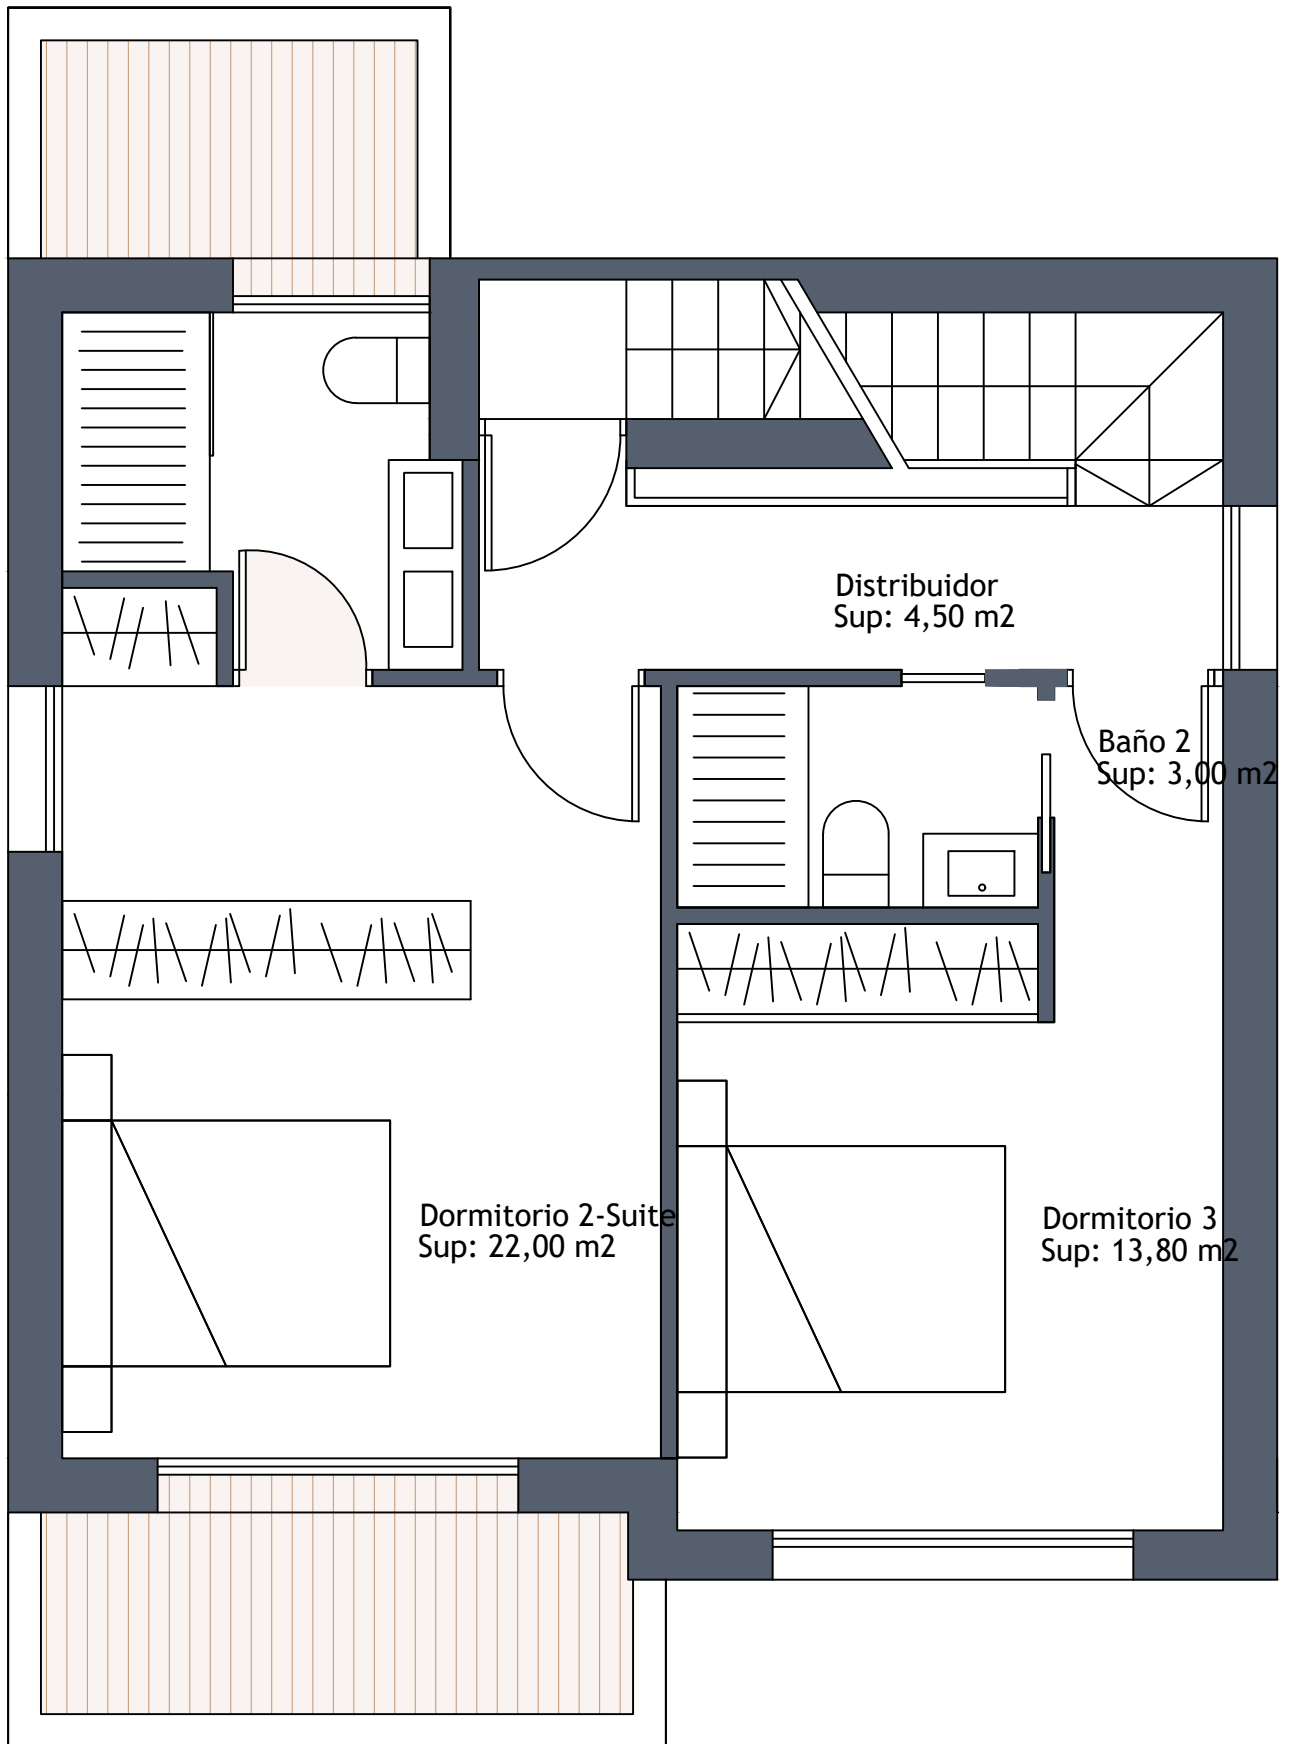 Distribuidor
Sup: 4,50 m2
Baño 2
Sup: 3,00 m2
Dormitorio 2-Suite
Sup: 22,00 m2
Dormitorio 3
Sup: 13,80 m2